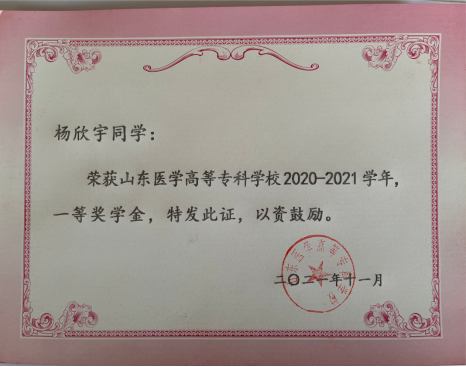 杨欣宇同学：
荣获山东医学高等专科学校2020-2021学年，
一等奖学金，特发此证，以资鼓励。
二〇二一年十一月